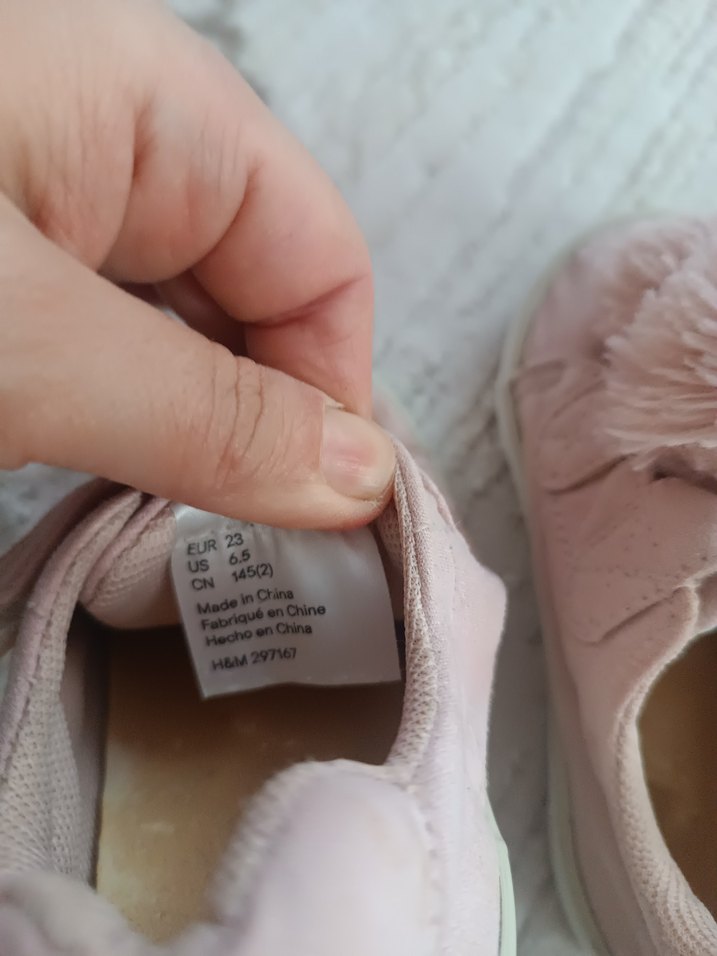 EUR 23
US 6.5
CN 145(2)
Made in China
Fabriqué en Chine
Hecho en China
H&M 297167